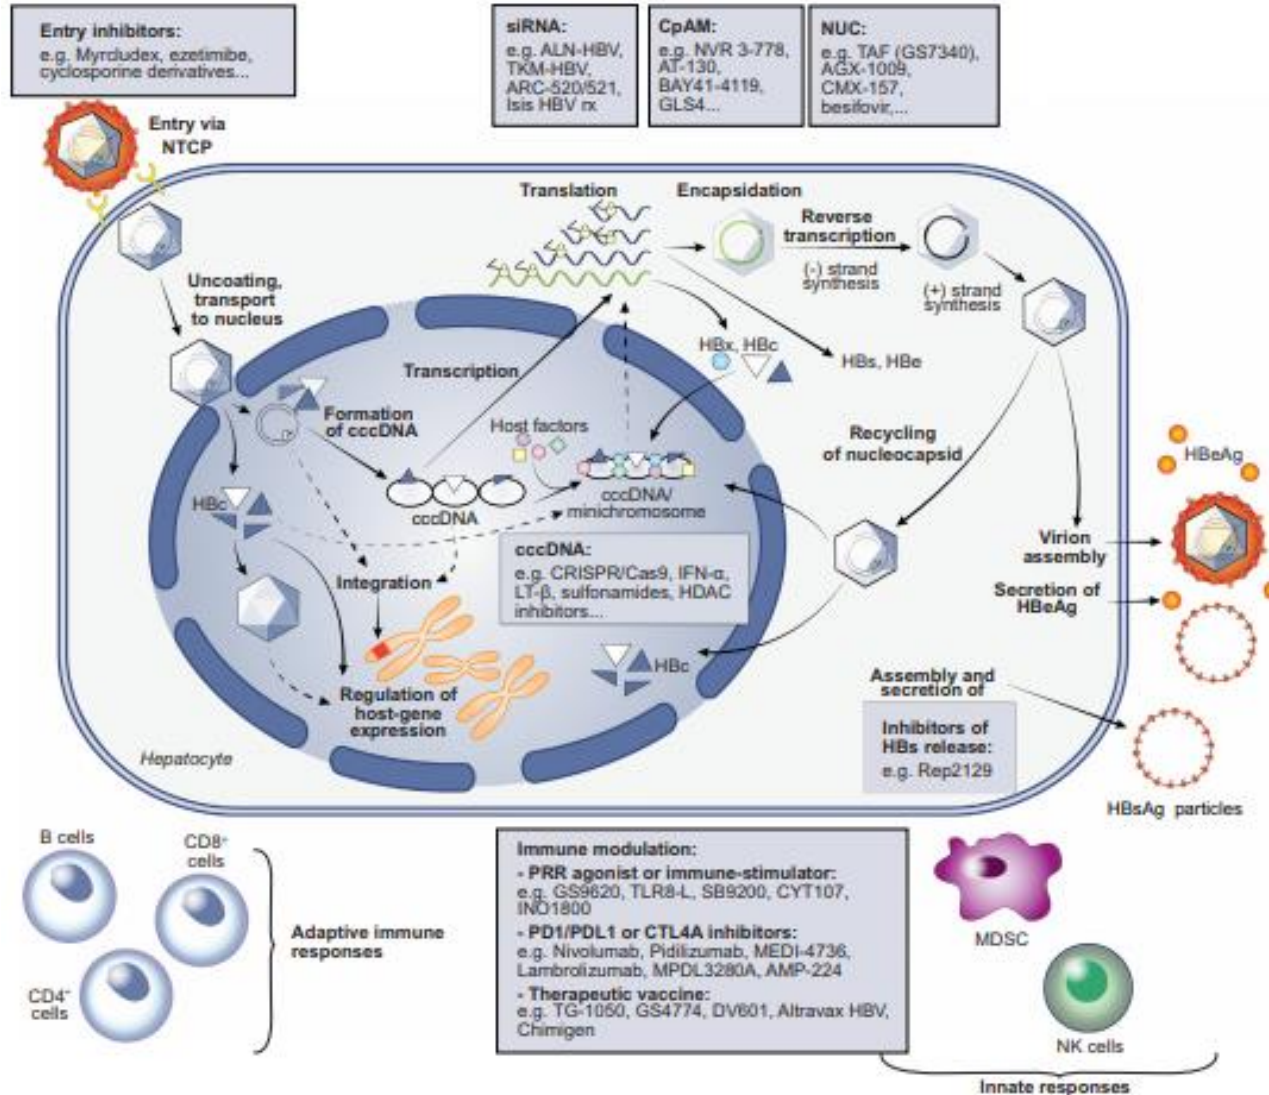 Entry inhibitors:
e.g. Myrcludex, ezetimibe,
cyclosporine derivatives...
siRNA:
e.g. ALN-HBV,
TKM-HBV,
ARC-520/521,
Isis HBV rx
CpAM:
e.g. NVR 3-778,
AT-130,
BAY41-4119,
GLS4...
NUC:
e.g. TAF (GS7340),
AGX-1009,
CMX-157,
besifovir,...
Entry via
NTCP
Translation
Encapsidation
Reverse
transcription
(-) strand
synthesis
(+) strand
synthesis
Uncoating,
transport
to nucleus
Transcription
HBx, HBc
HBs, HBe
Formation
of cccDNA
Host factors
Recycling
of nucleocapsid
HBeAg
HBc
cccDNA
cccDNA/
minichromosome
cccDNA:
e.g. CRISPR/Cas9, IFN-α,
LT-β, sulfonamides, HDAC
inhibitors...
Integration
Virion
assembly
Secretion of
HBeAg
HBc
Regulation of
host-gene
expression
Assembly and
secretion of
Inhibitors of
HBs release:
e.g. Rep2129
Hepatocyte
HBsAg particles
B cells
CD8+
cells
CD4+
cells
Adaptive immune
responses
Immune modulation:
- PRR agonist or immune-stimulator:
e.g. GS9620, TLR8-L, SB9200, CYT107,
INO1800
- PD1/PDL1 or CTL4A inhibitors:
e.g. Nivolumab, Pidilizumab, MEDI-4736,
Lambrolizumab, MPDL3280A, AMP-224
- Therapeutic vaccine:
e.g. TG-1050, GS4774, DV601, Altravax HBV,
Chimigen
MDSC
NK cells
Innate responses